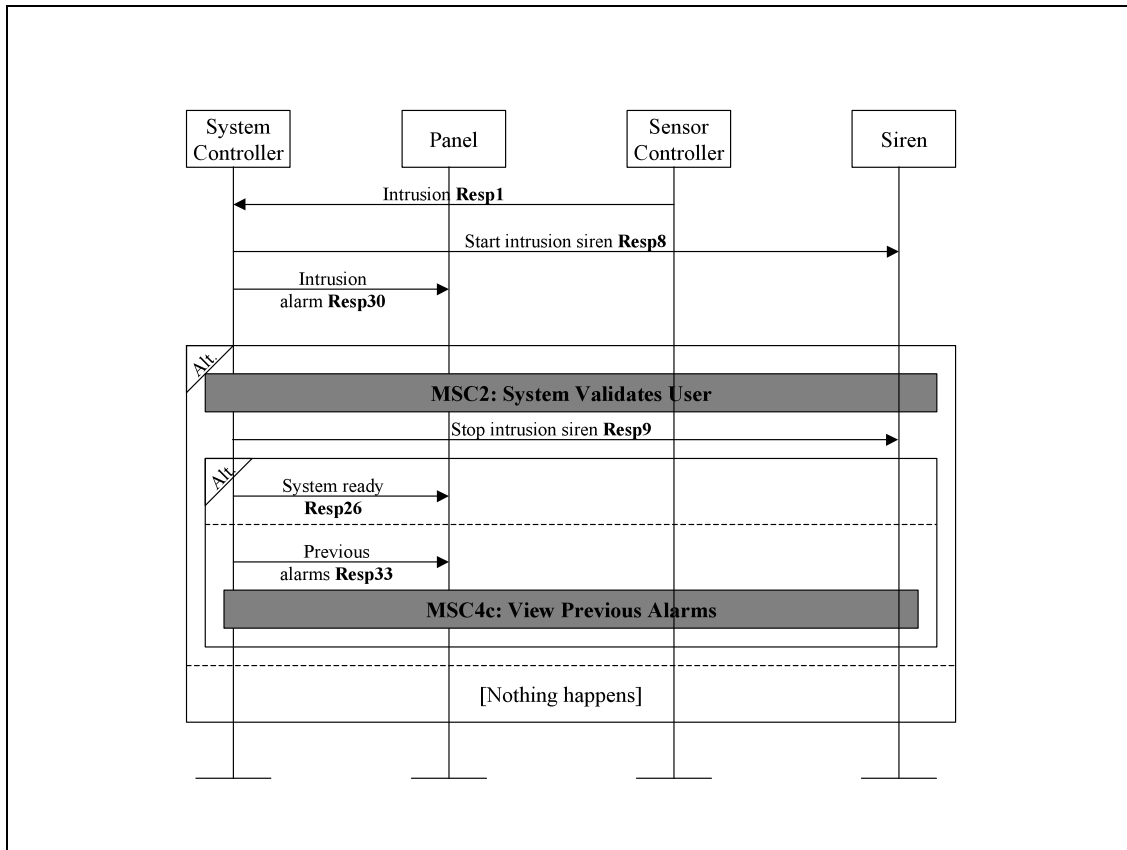 System
Controller
Panel
Sensor
Controller
Siren
Intrusion Resp1
Start intrusion siren Resp8
Intrusion
alarm Resp30
Alt.
MSC2: System Validates User
Stop intrusion siren Resp9
Alt.
System ready
Resp26
Previous
alarms Resp33
MSC4c: View Previous Alarms
[Nothing happens]